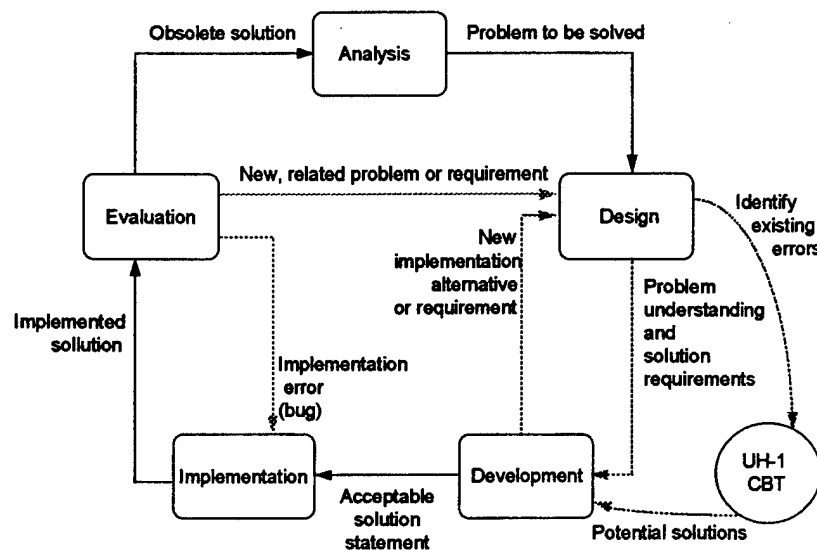 Obsolete solution
Analysis
Problem to be solved
New, related problem or requirement
Evaluation
Design
Identify
existing
errors
New
implementation
alternative
or requirement
Problem
understanding
and
solution
requirements
Implemented
sollution
Implementation
error
(bug)
Implementation
Development
UH-1
CBT
Acceptable
solution
statement
Potential solutions